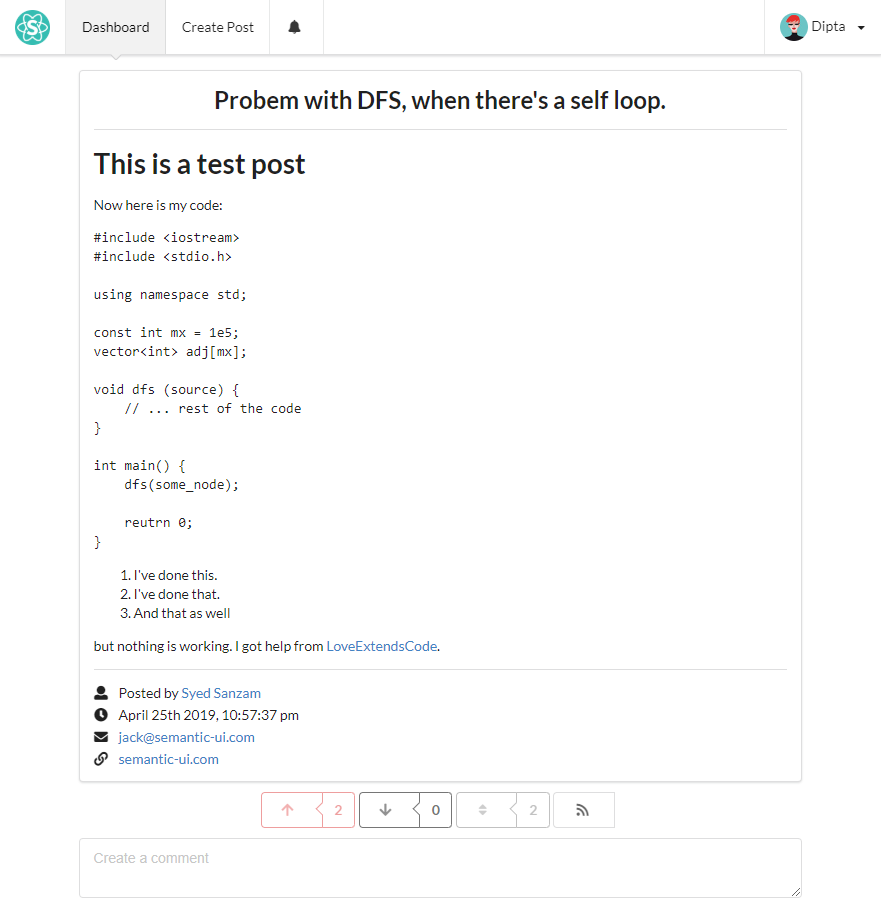 S
Dashboard
Create Post
Dipta
Probem with DFS, when there's a self loop.
This is a test post
Now here is my code:
#include <iostream>
#include <stdio.h>
using namespace std;
const int mx = 1e5;
vector<int> adj[mx];
void dfs (source) {
    // ... rest of the code
}
int main() {
    dfs(some_node);
    reutrn 0;
}
1. I've done this.
2. I've done that.
3. And that as well
but nothing is working. I got help from LoveExtendsCode.
Posted by Syed Sanzam
April 25th 2019, 10:57:37 pm
jack@semantic-ui.com
semantic-ui.com
2
0
2
Create a comment